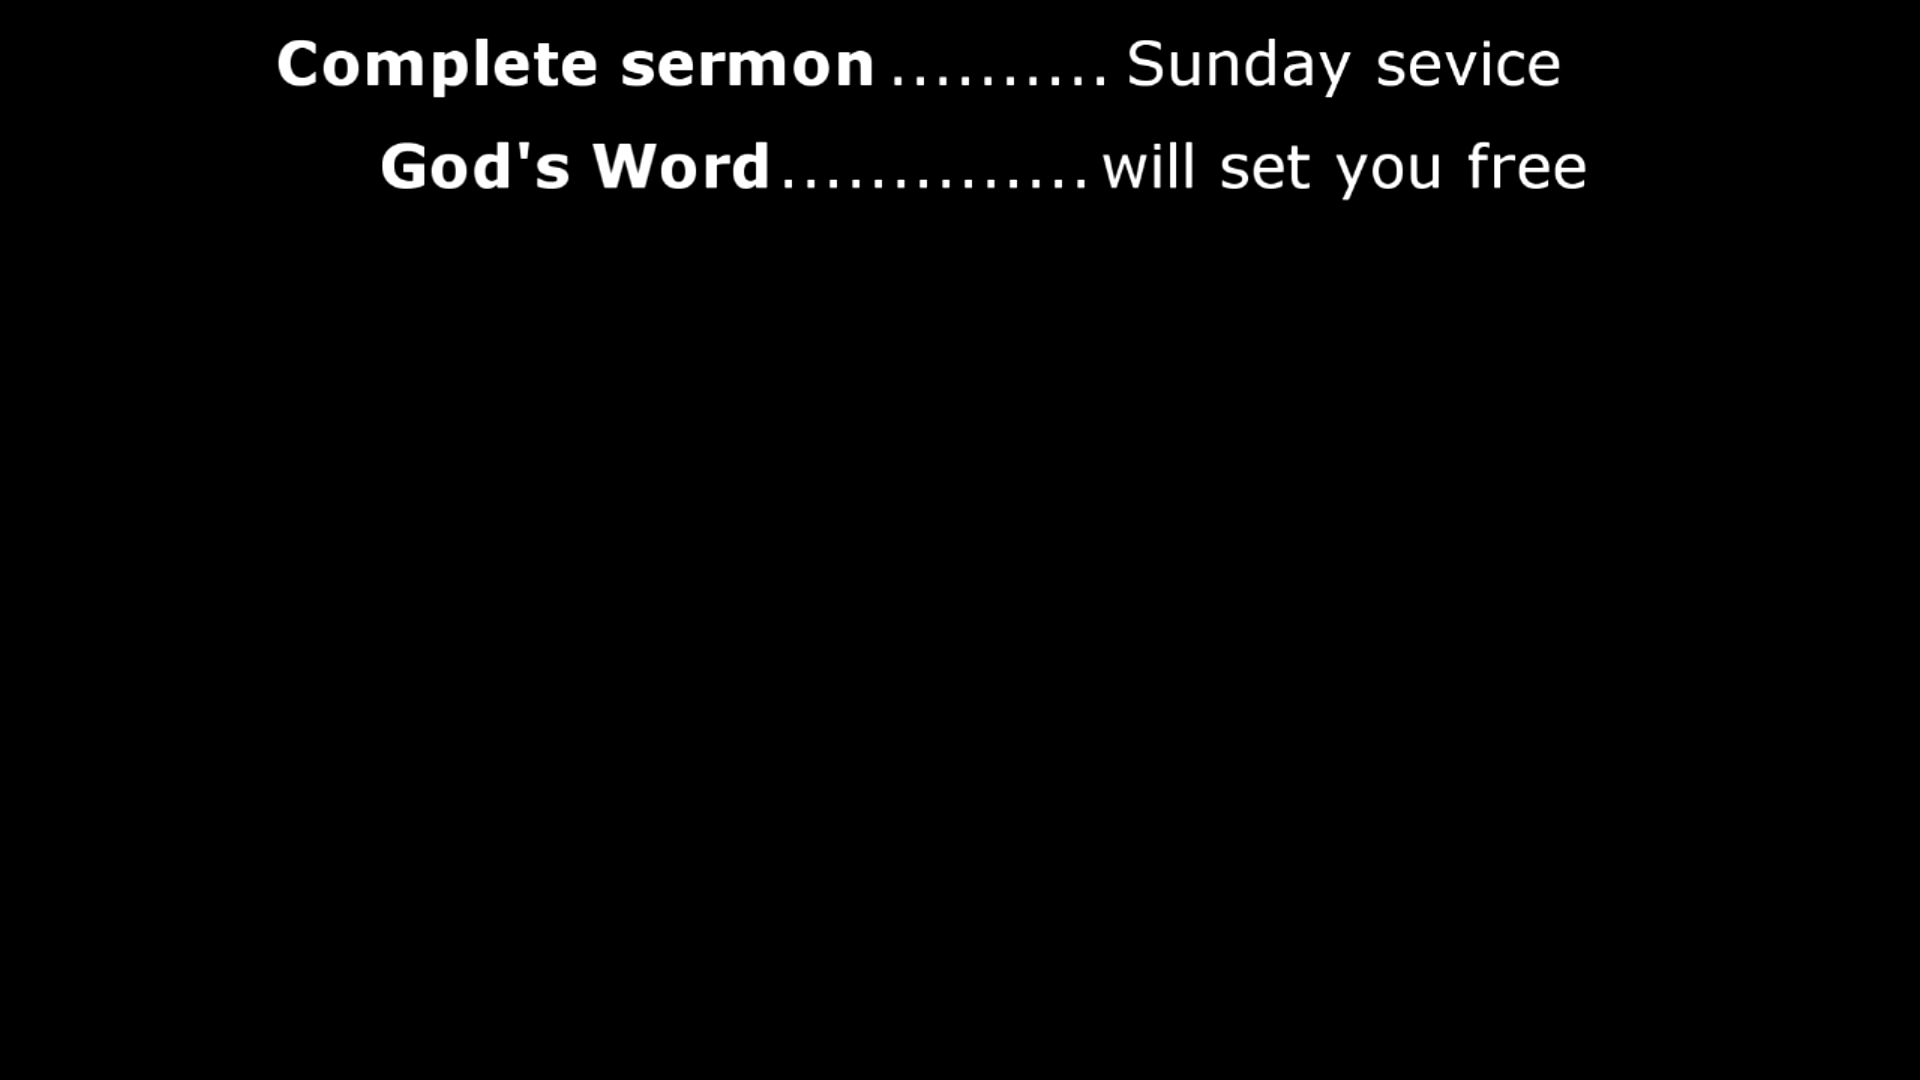 Complete sermon .......... Sunday sevice
God's Word .............. will set you free